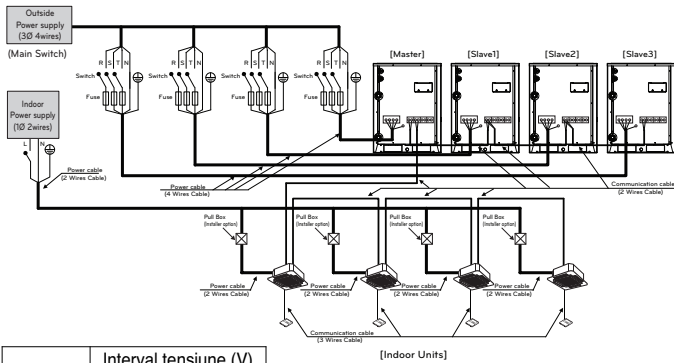 Outside
Power supply
(3Ø 4wires)
(Main Switch)
R S T N
R S T N
R S T N
R S T N
[Master]
[Slave1]
[Slave2]
[Slave3]
Switch
Switch
Switch
Switch
Fuse
Fuse
Fuse
Fuse
Indoor
Power supply
(1Ø 2wires)
L N
Power cable
(2 Wires Cable)
Power cable
(4 Wires Cable)
Communication cable
(2 Wires Cable)
Pull Box
(Installer option)
Pull Box
(Installer option)
Pull Box
(Installer option)
Pull Box
(Installer option)
Power cable
(2 Wires Cable)
Power cable
(2 Wires Cable)
Power cable
(2 Wires Cable)
Power cable
(2 Wires Cable)
Communication cable
(3 Wires Cable)
[Indoor Units]
Interval tensiune (V)